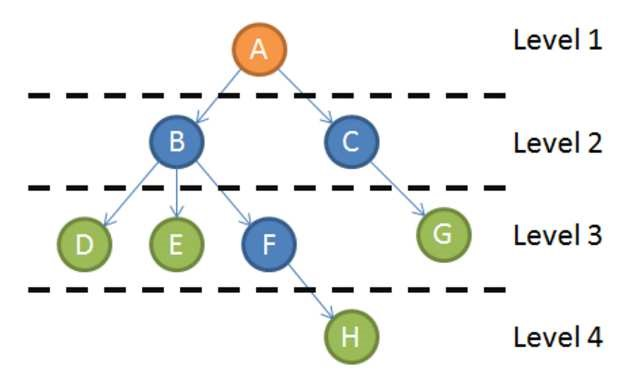 A Level 1
B C Level 2
D E F G Level 3
H Level 4